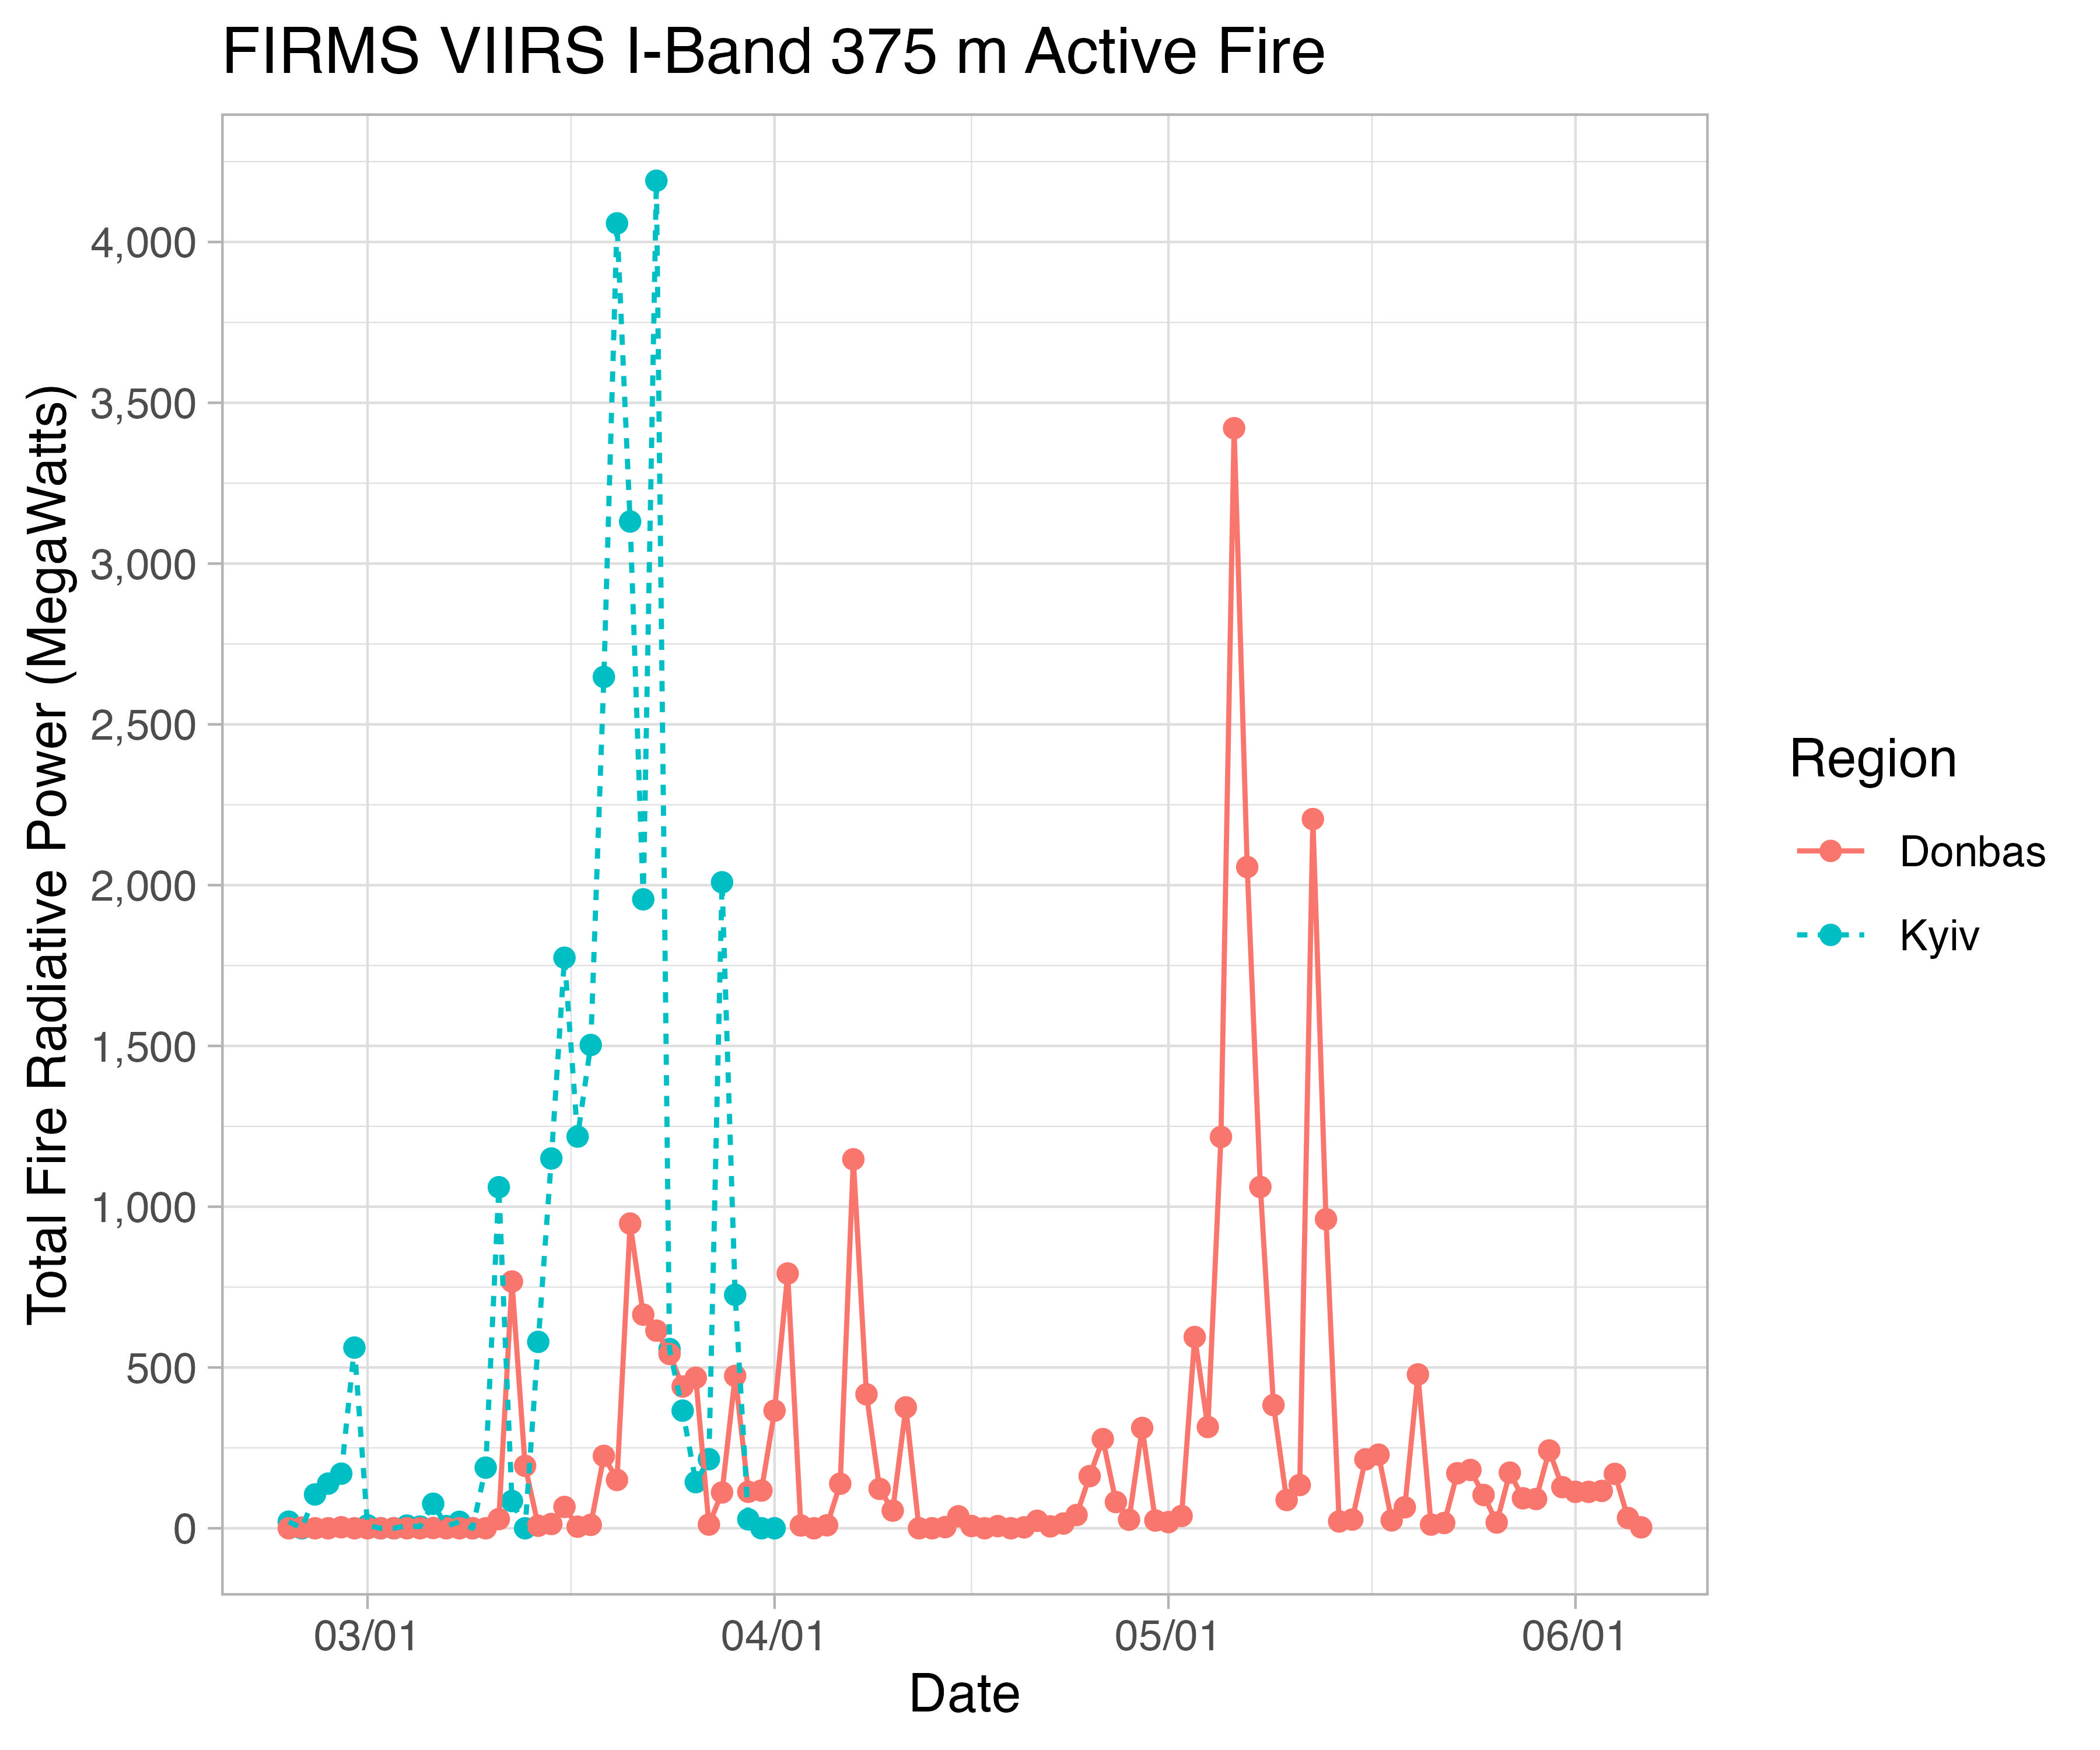 FIRMS VIIRS I-Band 375 m Active Fire
Total Fire Radiative Power (MegaWatts)
4,000
3,500
3,000
2,500
2,000
1,500
1,000
500
0
03/01
04/01
05/01
06/01
Date
Region
Donbas
Kyiv